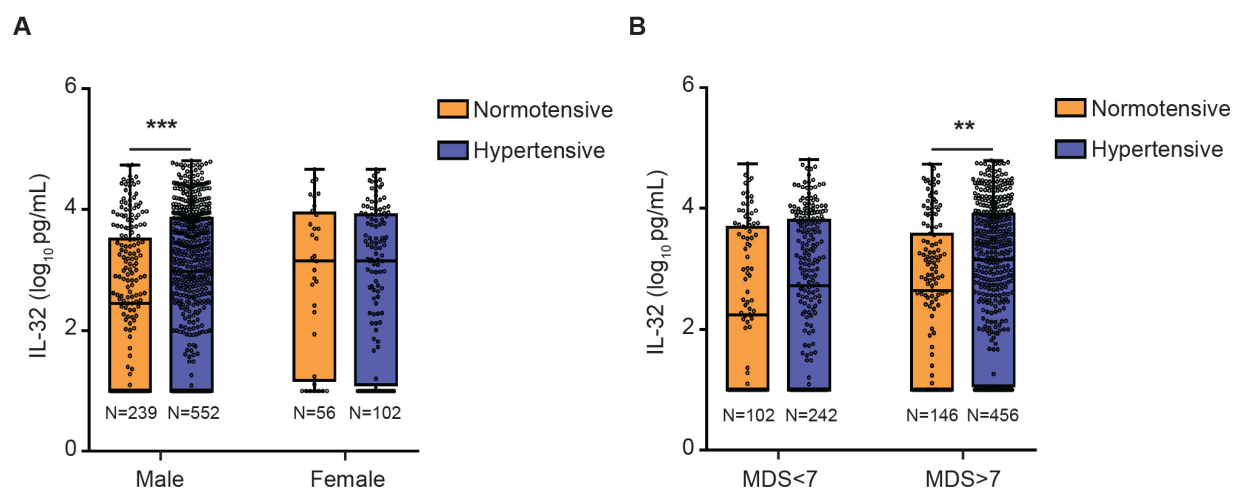 A
6
4
2
0
IL-32 (log10 pg/mL)
***
Normotensive
Hypertensive
N=239 N=552 N=56 N=102
Male Female
B
6
4
2
0
IL-32 (log10 pg/mL)
**
Normotensive
Hypertensive
N=102 N=242 N=146 N=456
MDS<7 MDS>7